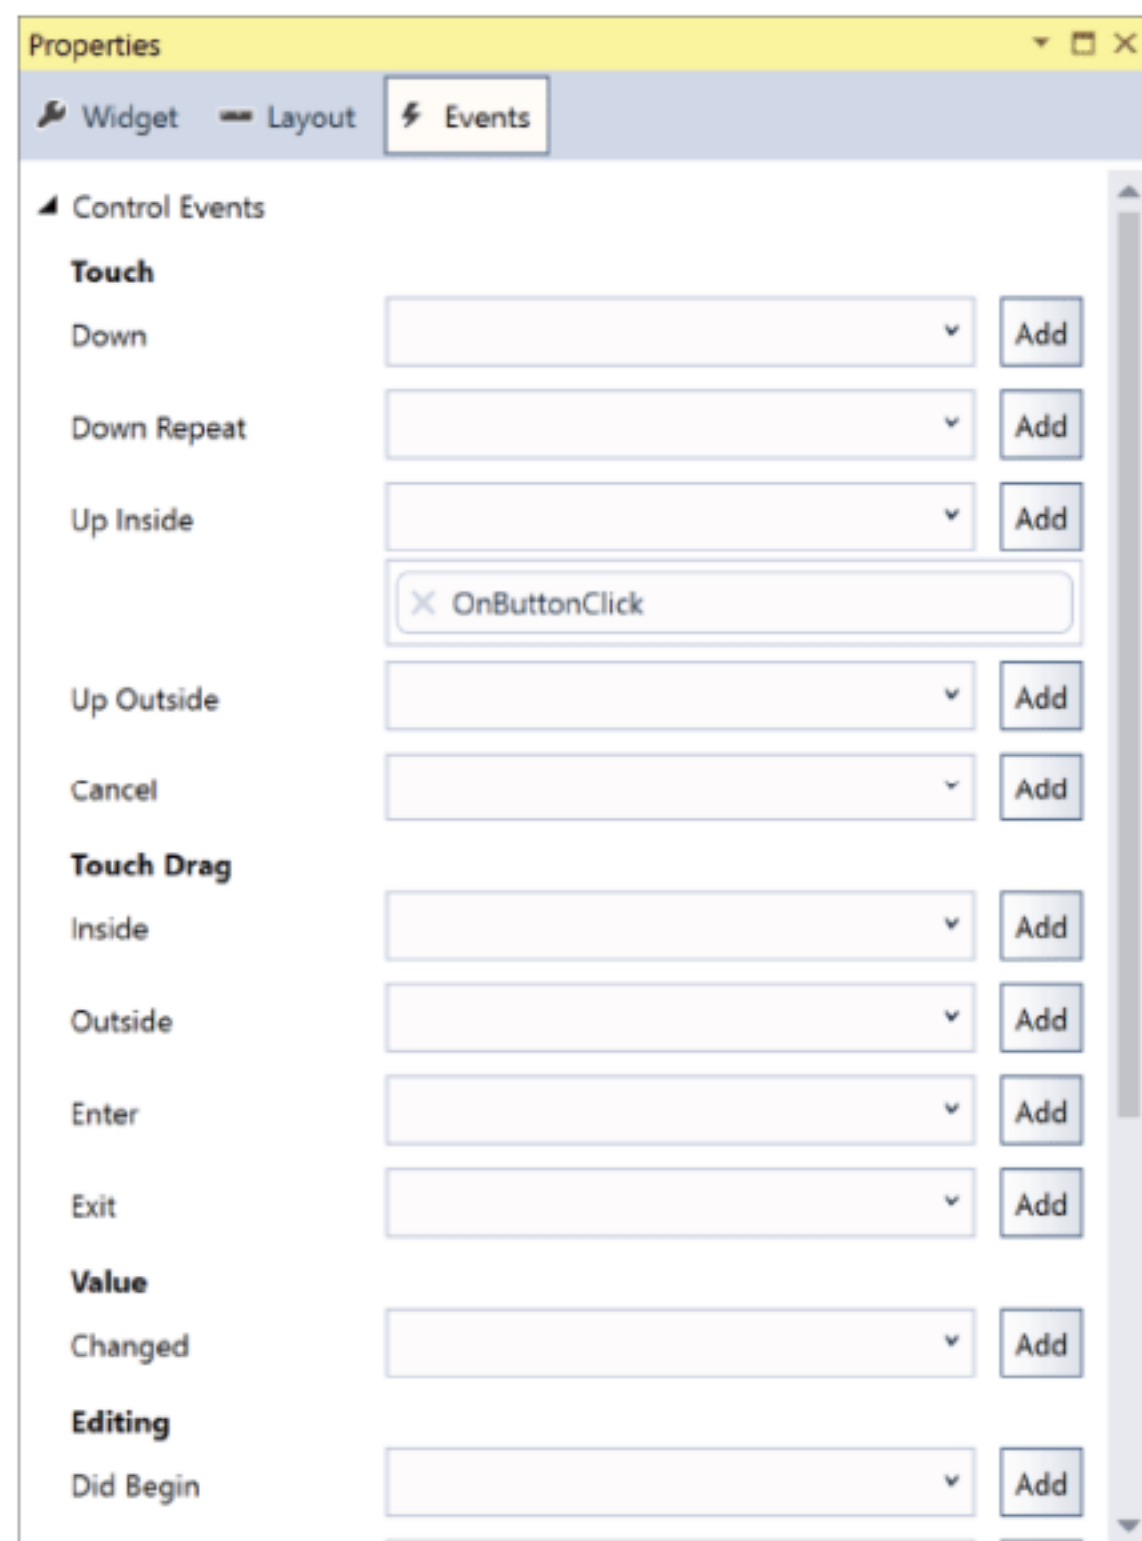 Properties
Widget Layout Events
Control Events
Touch
Down Add
Down Repeat Add
Up Inside Add
OnButtonClick
Up Outside Add
Cancel Add
Touch Drag
Inside Add
Outside Add
Enter Add
Exit Add
Value
Changed Add
Editing
Did Begin Add